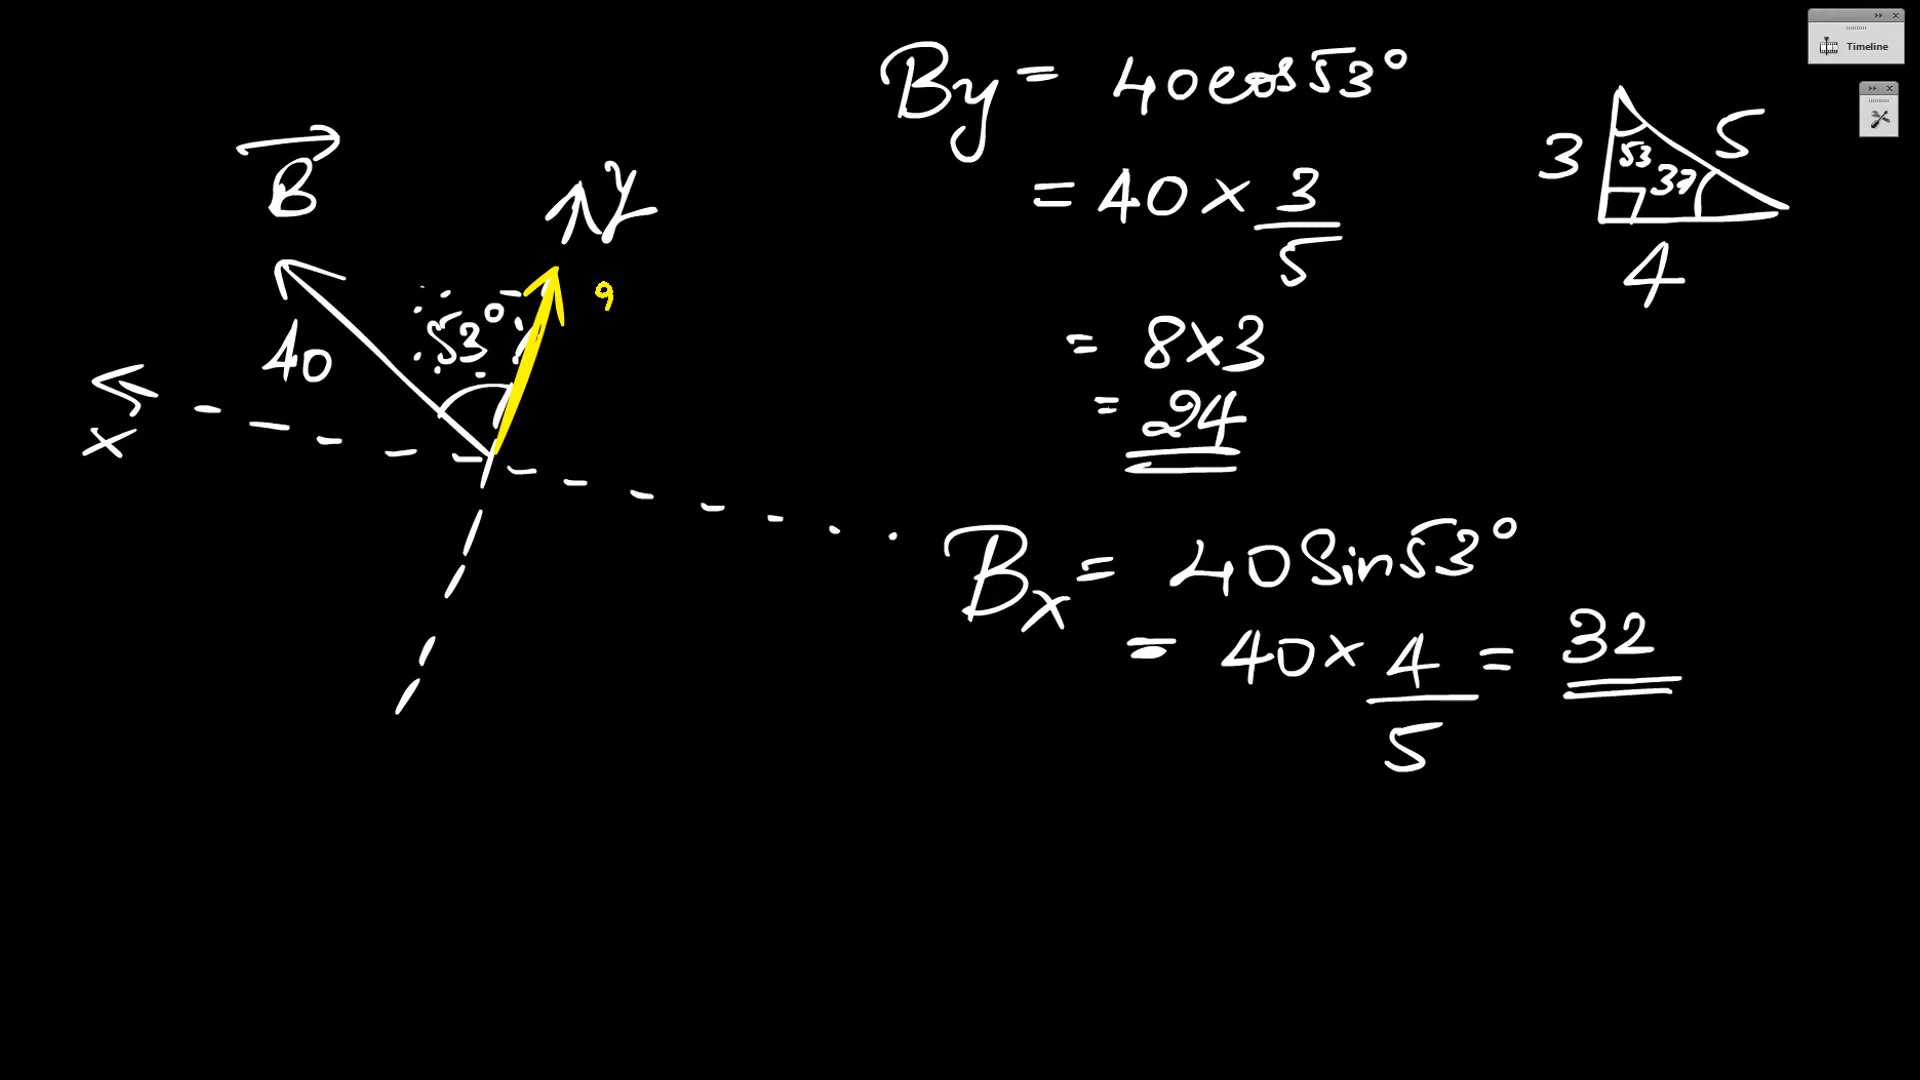 By = 40cos53°
= 40 × 3/5
= 8×3
= 24
Bx = 40Sin53°
= 40× 4/5 = 32
B
y
53°
40
x
3
5
53
37
4
Timeline